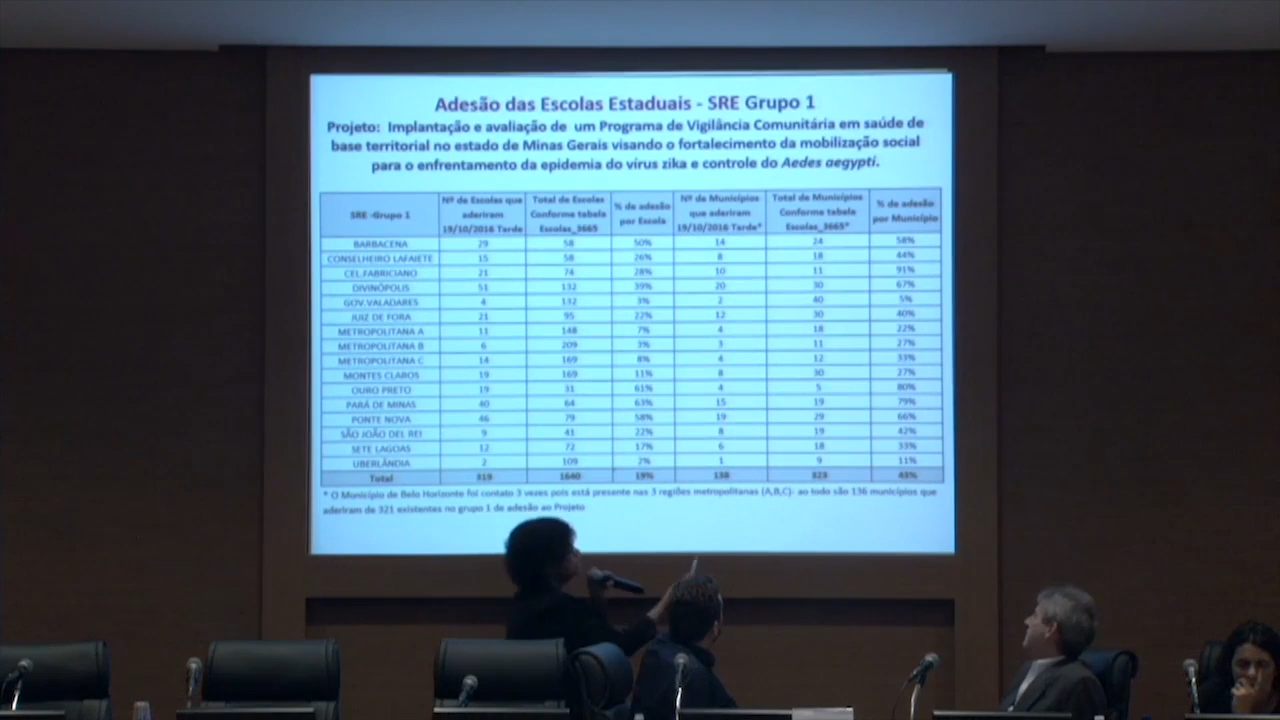 Adesão das Escolas Estaduais - SRE Grupo 1
Projeto: Implantação e avaliação de um Programa de Vigilância Comunitária em saúde de
base territorial no estado de Minas Gerais visando o fortalecimento da mobilização social
para o enfrentamento da epidemia do vírus zika e controle do Aedes aegypti.
SRE -Grupo 1 Nº de Escolas que aderiram 19/10/2016 Tarde Total de Escolas Conforme tabela Escolas_3665 % de adesão por Escola Nº de Municípios que aderiram 19/10/2016 Tarde* Total de Municípios Conforme tabela Escolas_3665* % de adesão por Município
BARBACENA 29 58 50% 14 24 58%
CONSELHEIRO LAFAIETE 15 58 26% 8 18 44%
CEL.FABRICIANO 21 74 28% 10 11 91%
DIVINÓPOLIS 51 132 39% 20 30 67%
GOV.VALADARES 4 132 3% 2 40 5%
JUIZ DE FORA 21 95 22% 12 30 40%
METROPOLITANA A 11 148 7% 4 18 22%
METROPOLITANA B 6 209 3% 3 11 27%
METROPOLITANA C 14 169 8% 4 12 33%
MONTES CLAROS 19 169 11% 8 30 27%
OURO PRETO 19 31 61% 4 5 80%
PARÁ DE MINAS 40 64 63% 15 19 79%
PONTE NOVA 46 79 58% 19 29 66%
SÃO JOÃO DEL REI 9 41 22% 8 19 42%
SETE LAGOAS 12 72 17% 6 18 33%
UBERLÂNDIA 2 109 2% 1 9 11%
Total 319 1640 19% 138 323 43%
* O Município de Belo Horizonte foi contato 3 vezes pois está presente nas 3 regiões metropolitanas (A,B,C)- ao todo são 136 municípios que
aderiram de 321 existentes no grupo 1 de adesão ao Projeto